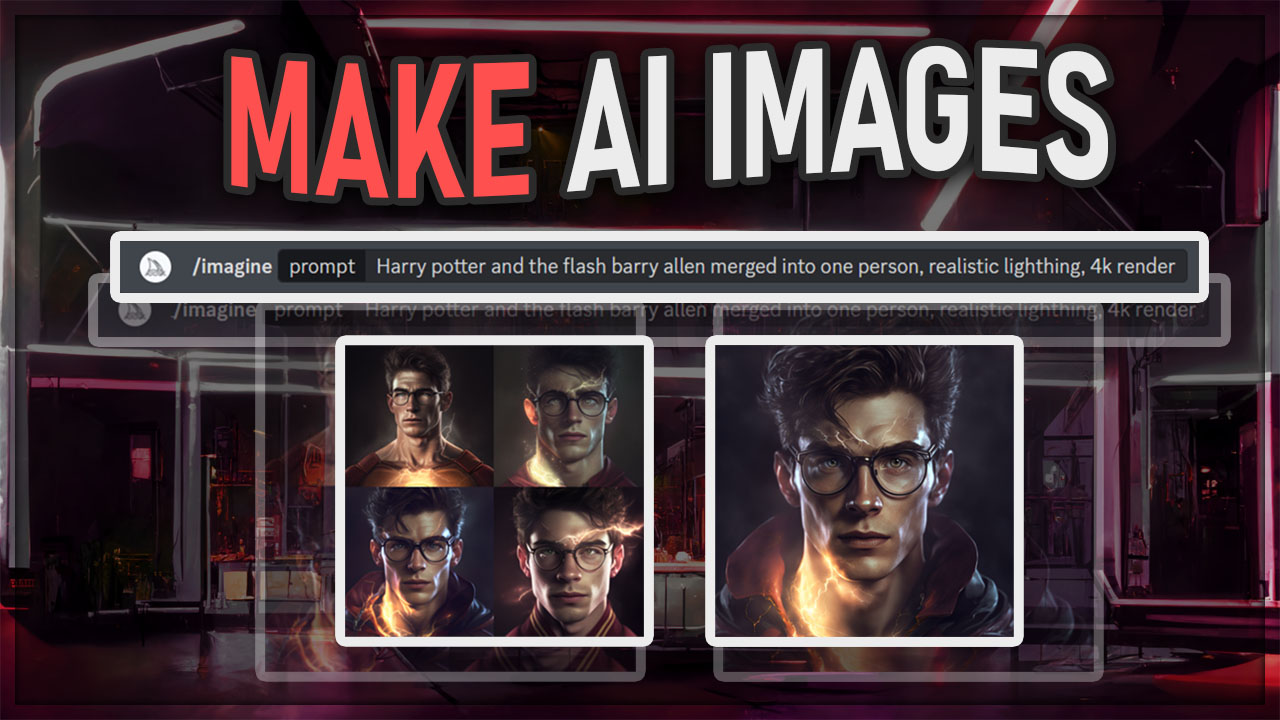 MAKE AI IMAGES
/imagine prompt Harry potter and the flash barry allen merged into one person, realistic lighthing, 4k render
/imagine prompt Harry potter and the flash barry allen merged into one person, realistic lighthing, 4k render